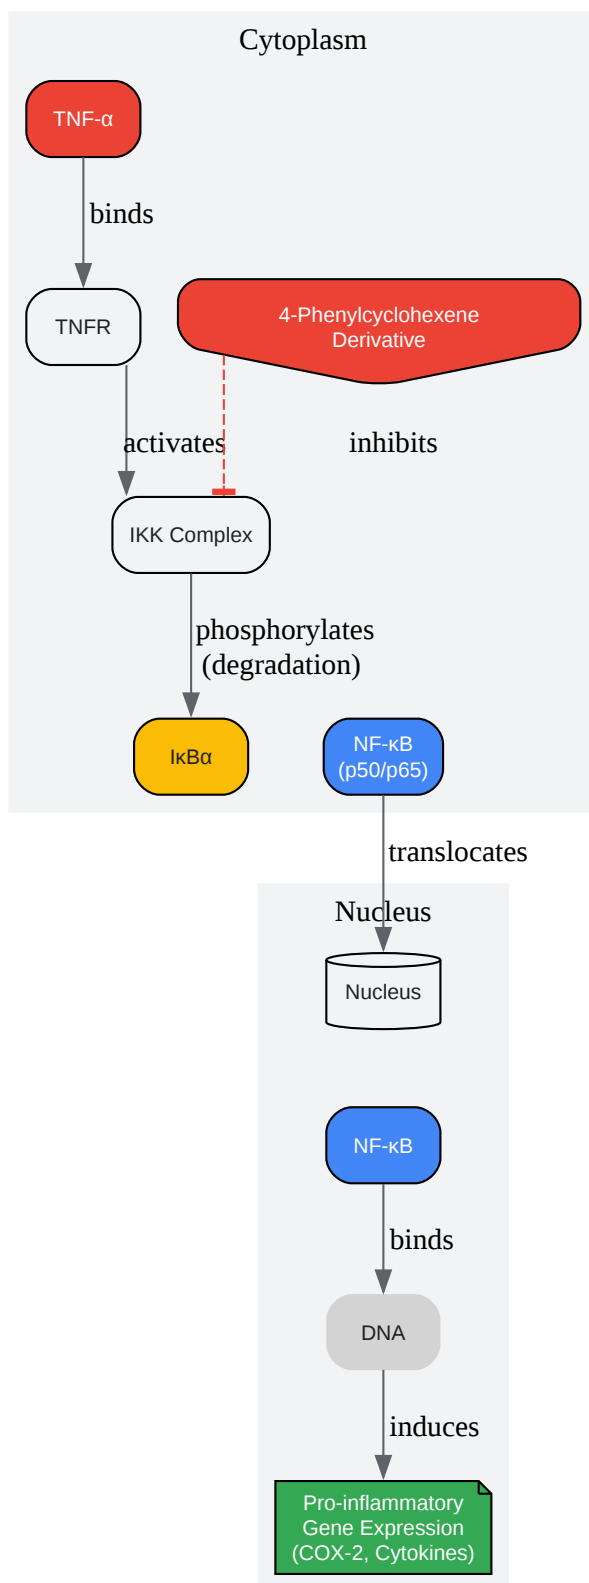 Cytoplasm
TNF-α
binds
TNFR
4-Phenylcyclohexene
Derivative
activates
inhibits
IKK Complex
phosphorylates
(degradation)
IκBα
NF-κB
(p50/p65)
translocates
Nucleus
Nucleus
NF-κB
binds
DNA
induces
Pro-inflammatory
Gene Expression
(COX-2, Cytokines)